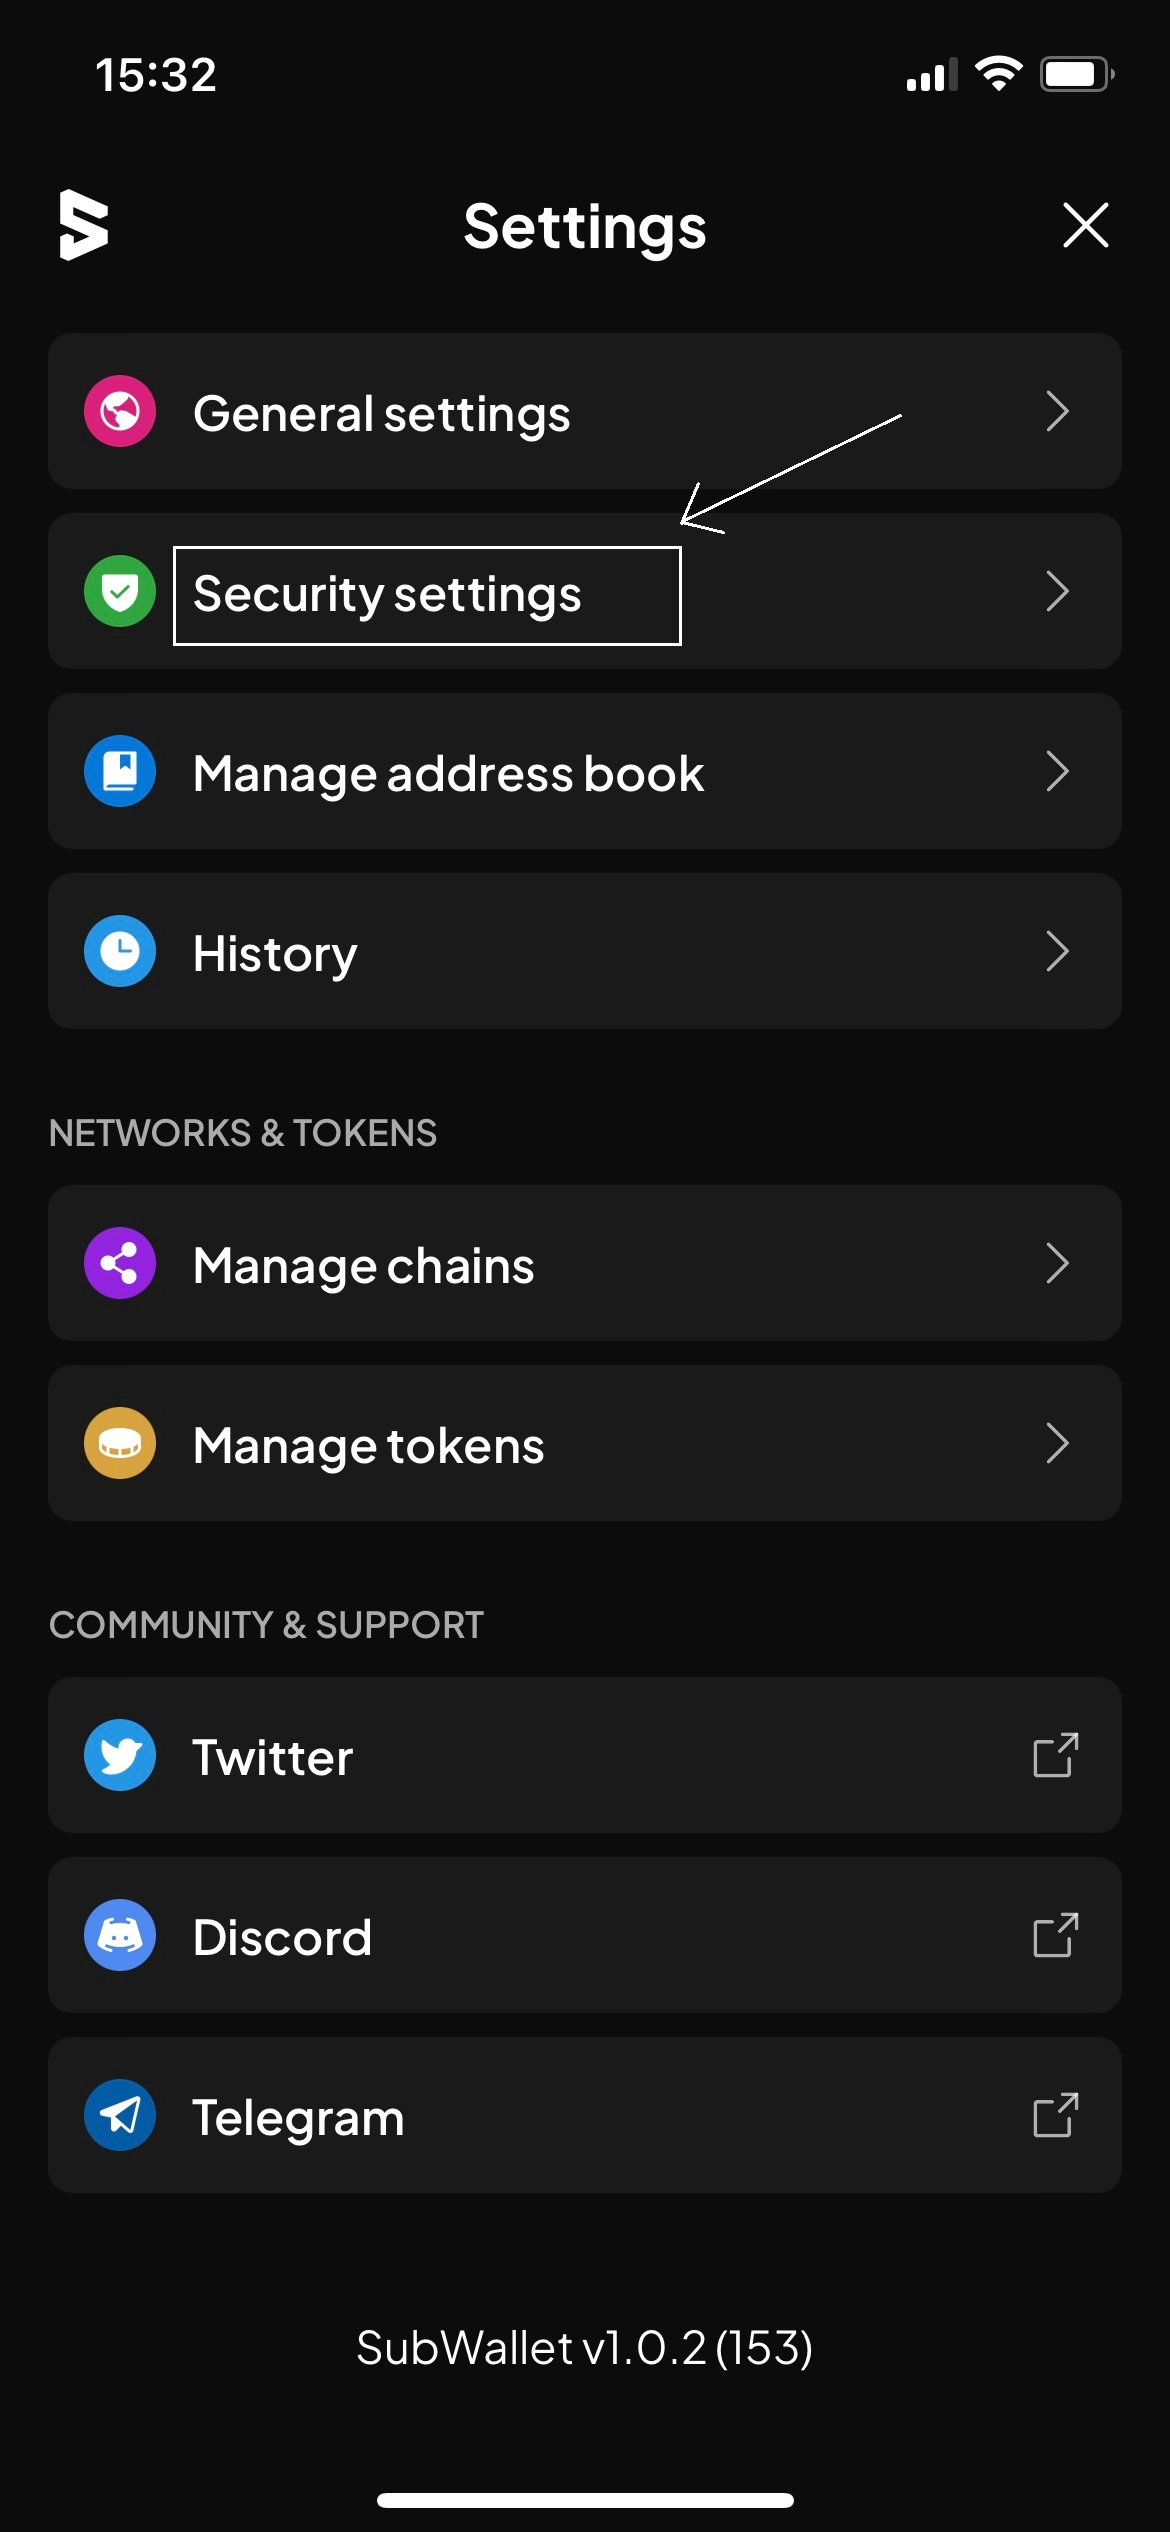 15:32
Settings
General settings
Security settings
Manage address book
History
NETWORKS & TOKENS
Manage chains
Manage tokens
COMMUNITY & SUPPORT
Twitter
Discord
Telegram
SubWallet v1.0.2 (153)